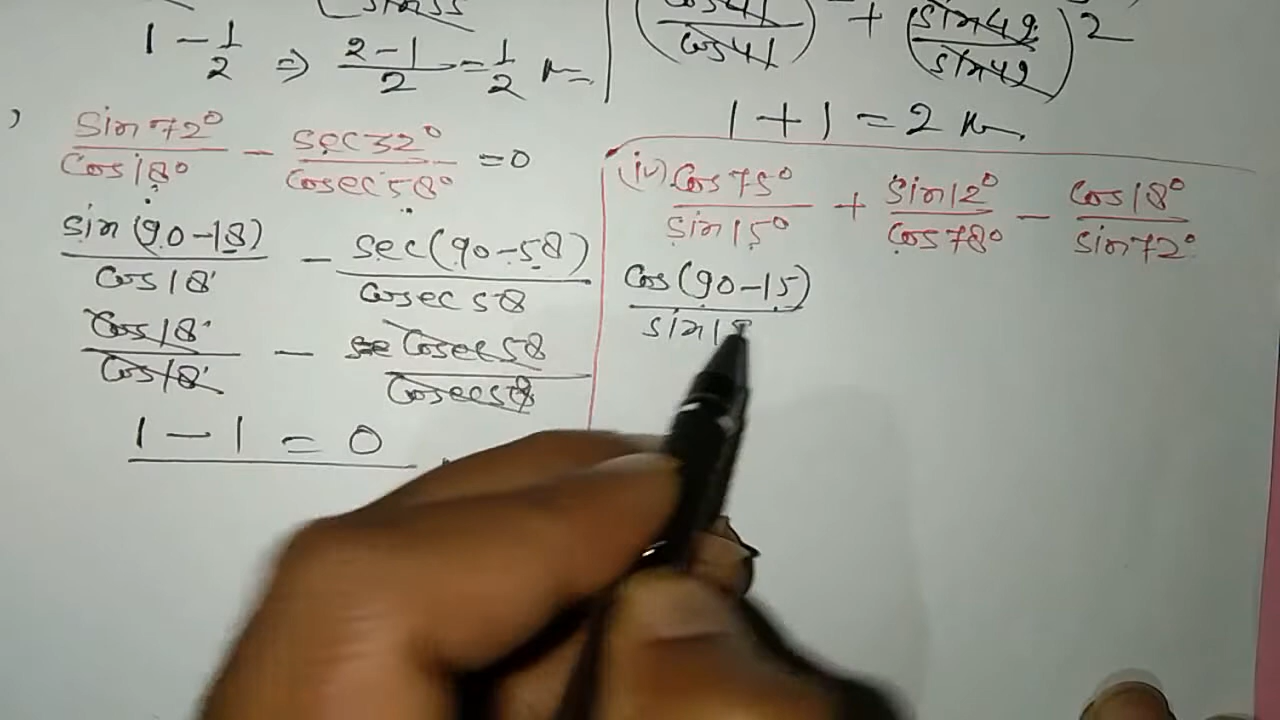 1 - 1/2 ⇒ (2 - 1)/2 = 1/2
(cos41/cos41) + (sin49/sin49)2
1 + 1 = 2
, Sin72°/Cos18° - sec32°/Cosec58° = 0
sin(90-18)/Cos18 - sec(90-58)/Cosec58
Cos18/Cos18 - se Cosec58/Cosec58
1 - 1 = 0
(iv) Cos75°/Sin15° + Sin12°/Cos78° - Cos18°/Sin72°
Cos(90-15)/sin15